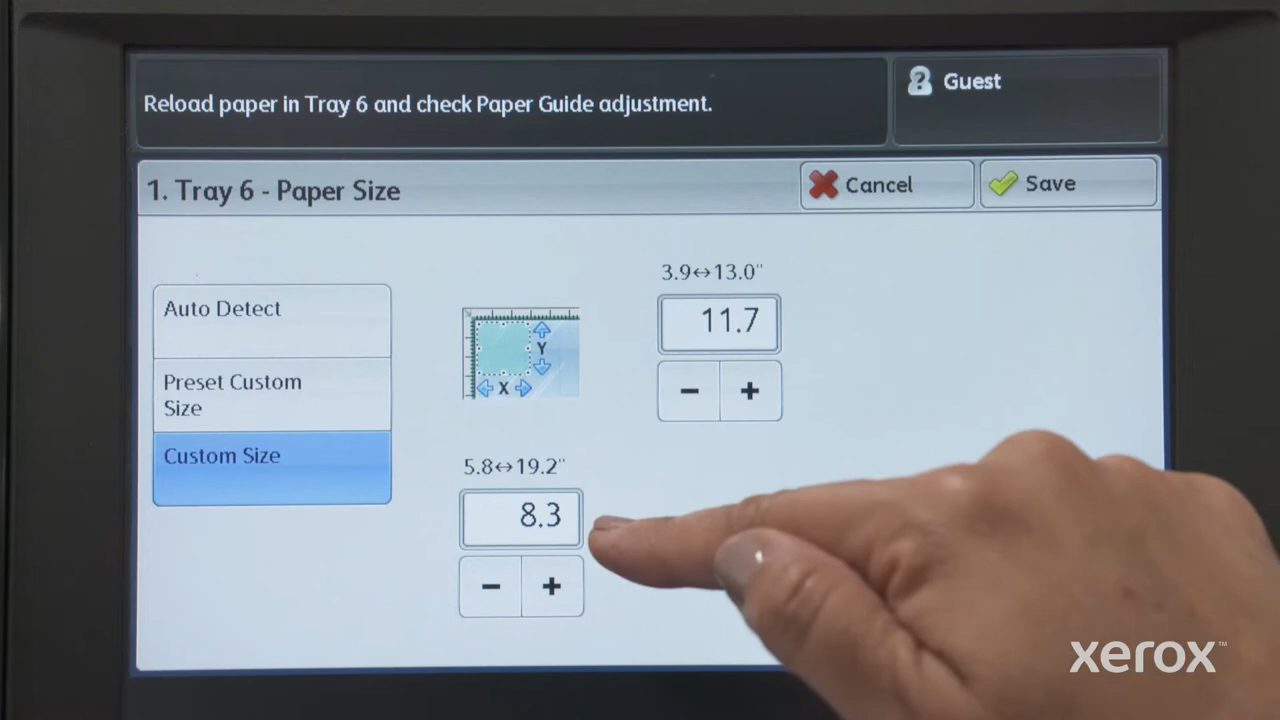 Reload paper in Tray 6 and check Paper Guide adjustment.
Guest
1. Tray 6 - Paper Size
Cancel
Save
Auto Detect
Preset Custom
Size
Custom Size
Y
X
3.9↔13.0"
11.7
- +
5.8↔19.2"
8.3
- +
xerox™